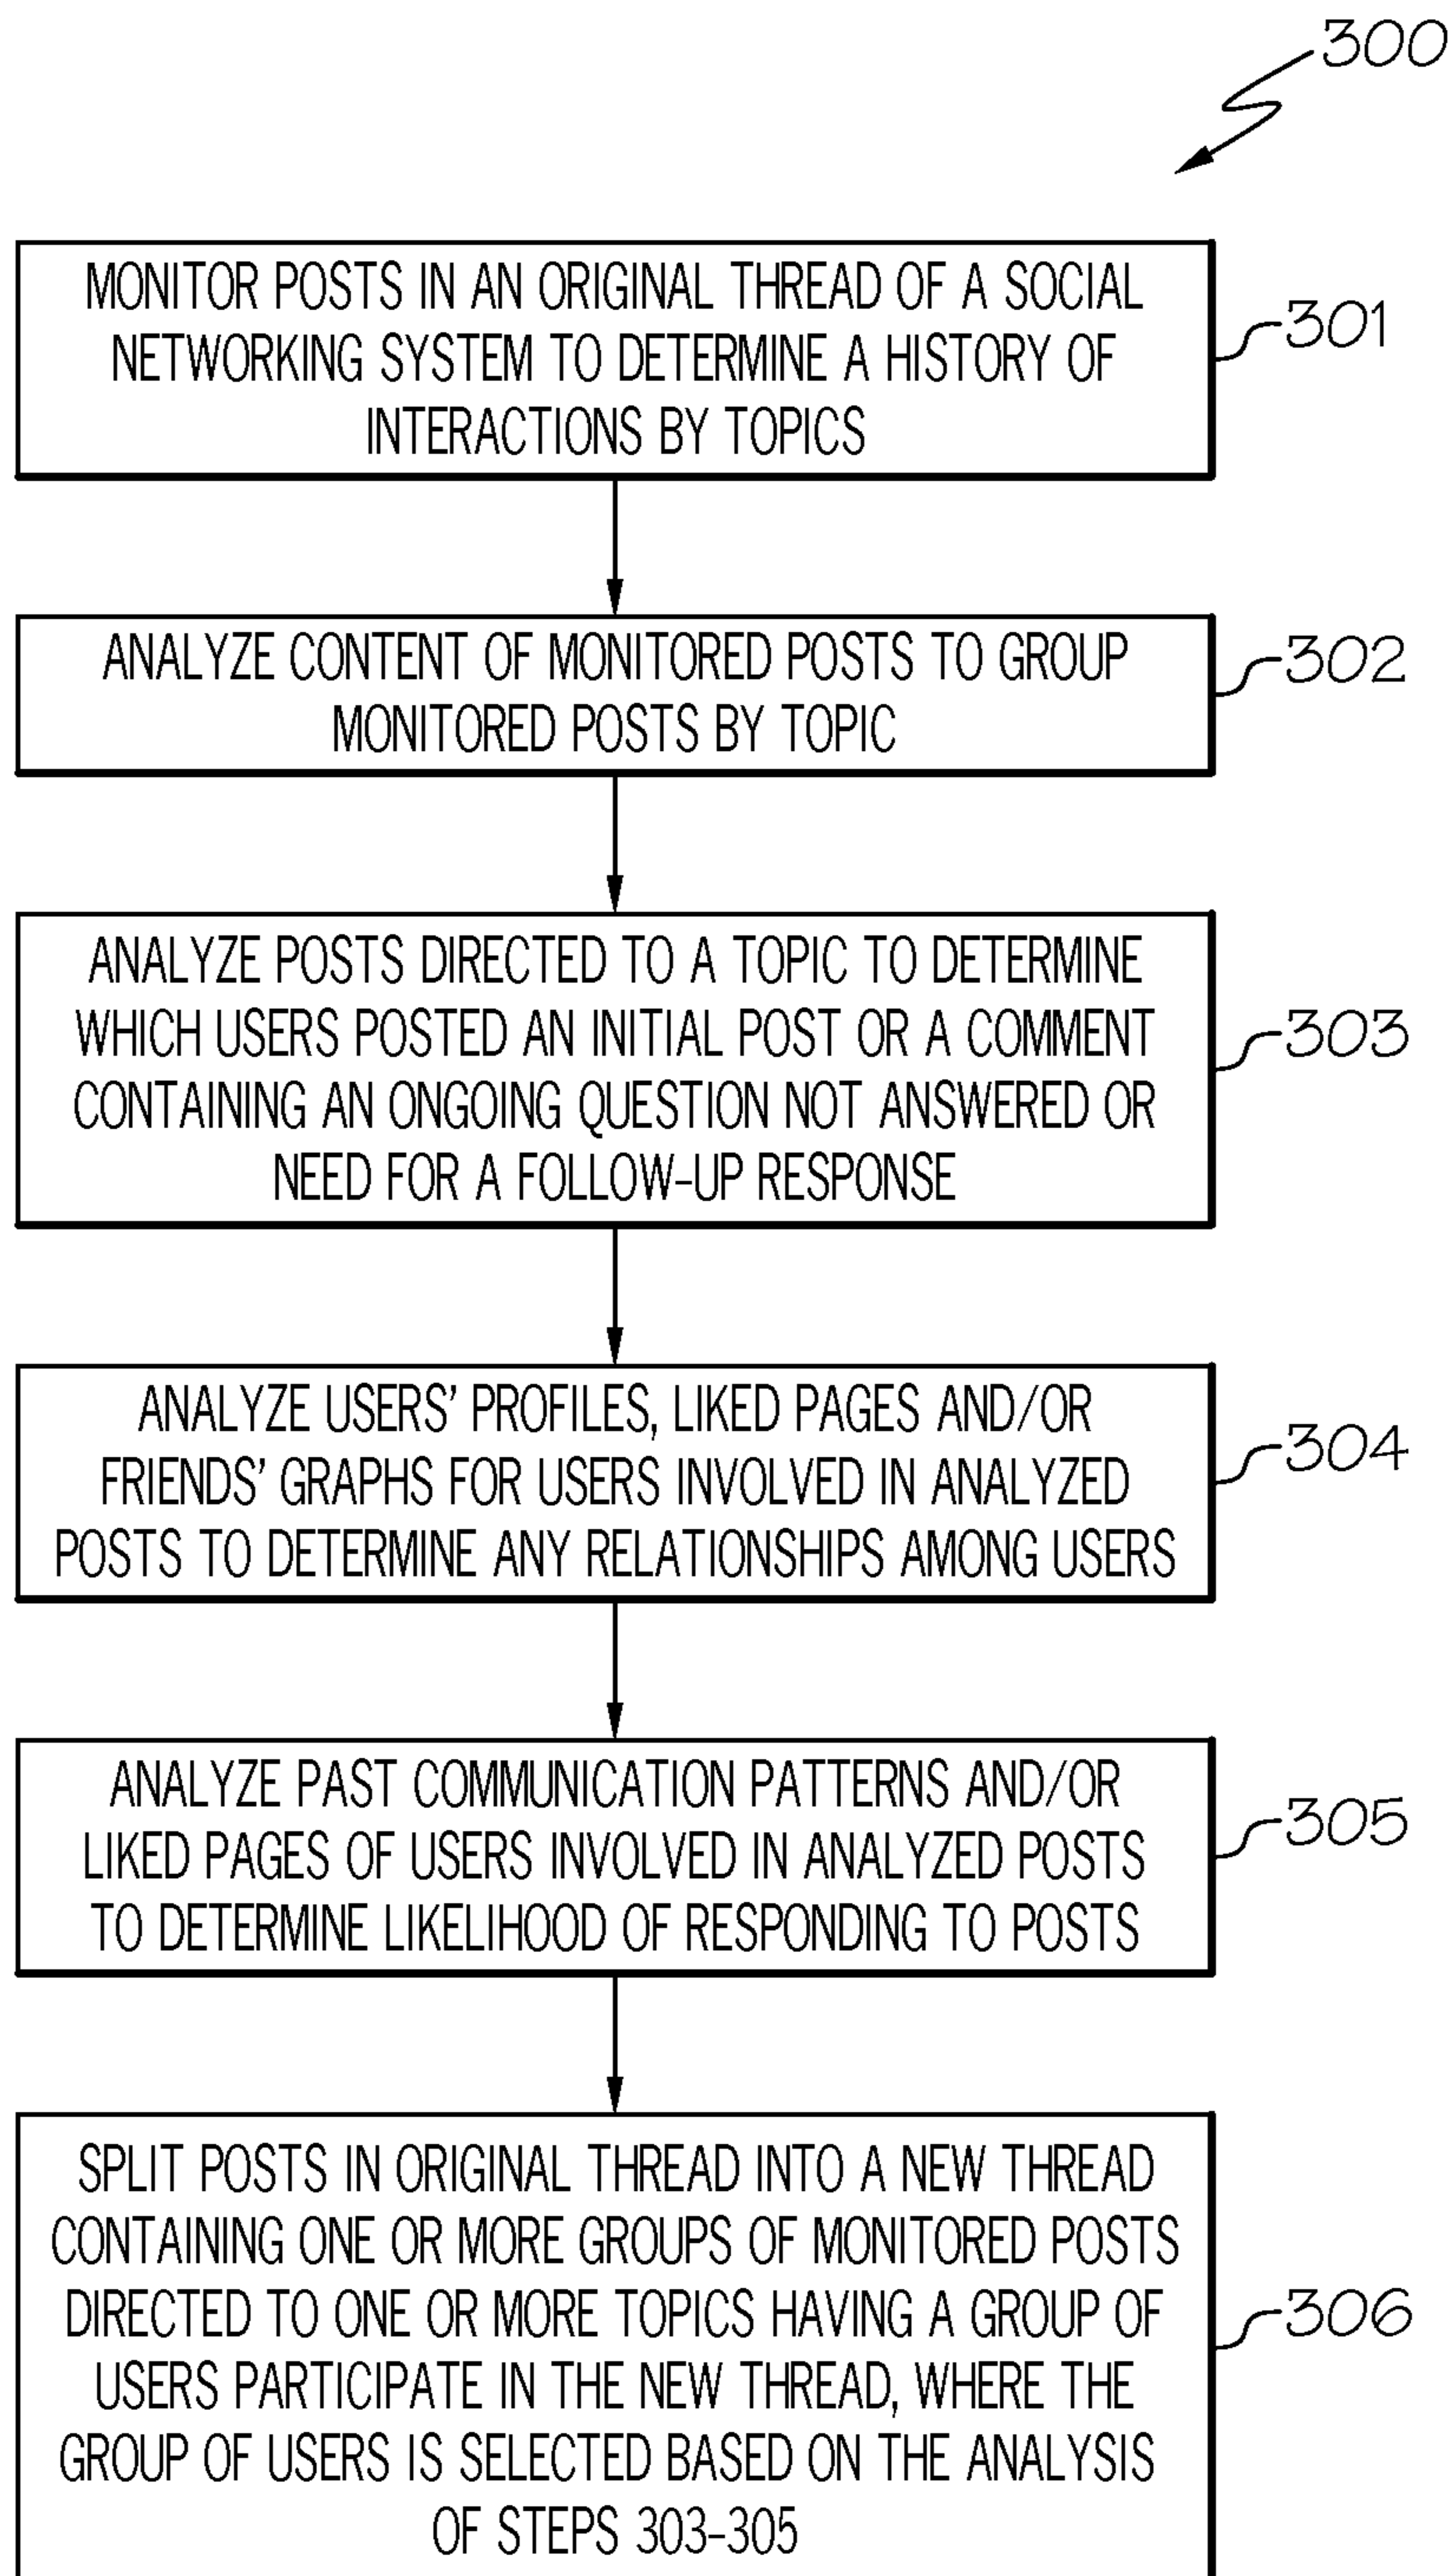 300
MONITOR POSTS IN AN ORIGINAL THREAD OF A SOCIAL
NETWORKING SYSTEM TO DETERMINE A HISTORY OF
INTERACTIONS BY TOPICS
301
ANALYZE CONTENT OF MONITORED POSTS TO GROUP
MONITORED POSTS BY TOPIC
302
ANALYZE POSTS DIRECTED TO A TOPIC TO DETERMINE
WHICH USERS POSTED AN INITIAL POST OR A COMMENT
CONTAINING AN ONGOING QUESTION NOT ANSWERED OR
NEED FOR A FOLLOW-UP RESPONSE
303
ANALYZE USERS' PROFILES, LIKED PAGES AND/OR
FRIENDS' GRAPHS FOR USERS INVOLVED IN ANALYZED
POSTS TO DETERMINE ANY RELATIONSHIPS AMONG USERS
304
ANALYZE PAST COMMUNICATION PATTERNS AND/OR
LIKED PAGES OF USERS INVOLVED IN ANALYZED POSTS
TO DETERMINE LIKELIHOOD OF RESPONDING TO POSTS
305
SPLIT POSTS IN ORIGINAL THREAD INTO A NEW THREAD
CONTAINING ONE OR MORE GROUPS OF MONITORED POSTS
DIRECTED TO ONE OR MORE TOPICS HAVING A GROUP OF
USERS PARTICIPATE IN THE NEW THREAD, WHERE THE
GROUP OF USERS IS SELECTED BASED ON THE ANALYSIS
OF STEPS 303-305
306